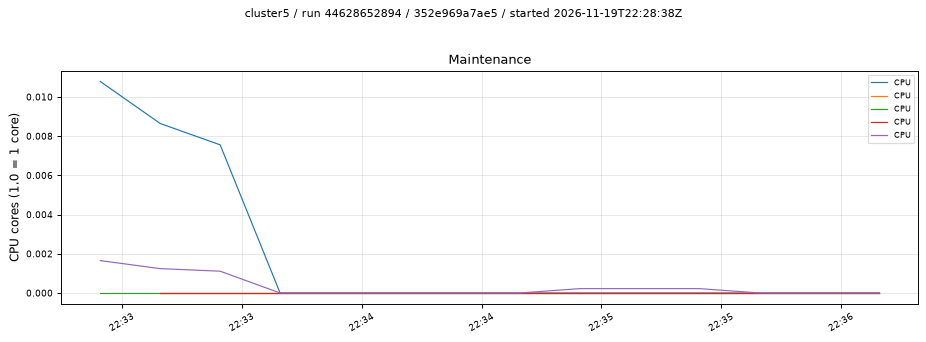 cluster5 / run 44628652894 / 352e969a7ae5 / started 2026-11-19T22:28:38Z
Maintenance
CPU
CPU
CPU
CPU
CPU
CPU cores (1.0 = 1 core)
0.010
0.008
0.006
0.004
0.002
0.000
22:33
22:33
22:34
22:34
22:35
22:35
22:36